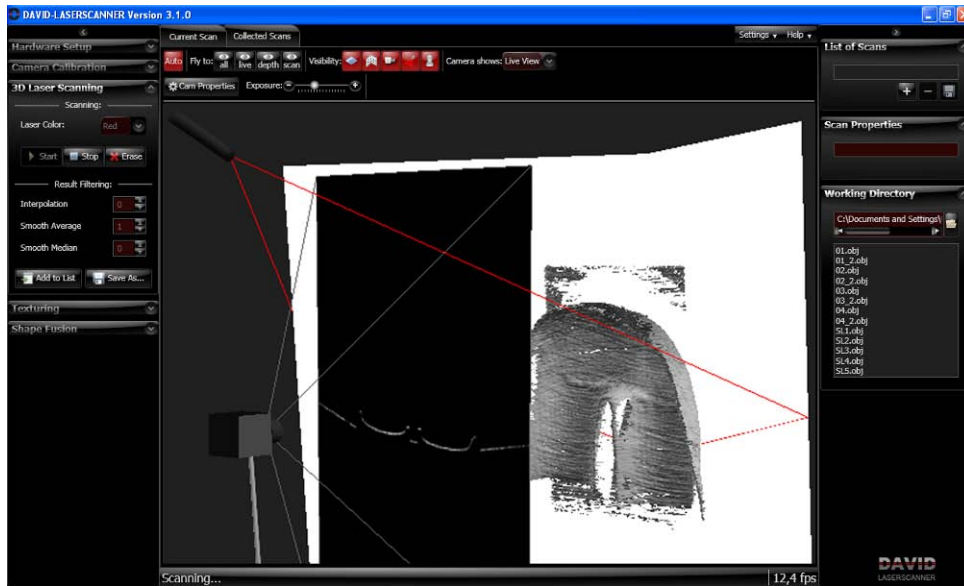 DAVID-LASERSCANNER Version 3.1.0
Hardware Setup
Camera Calibration
3D Laser Scanning
Scanning:
Laser Color: Red
Start Stop Erase
Result Filtering:
Interpolation 0
Smooth Average 1
Smooth Median 0
Add to List Save As...
Texturing
Shape Fusion
Current Scan Collected Scans Settings Help
Auto Fly to: all live depth scan Visibility: Camera shows: Live View
Cam Properties Exposure:
List of Scans
Scan Properties
Working Directory
C:\Documents and Settings\
01.obj
01_2.obj
02.obj
02_2.obj
03.obj
03_2.obj
04.obj
04_2.obj
SL1.obj
SL2.obj
SL3.obj
SL4.obj
SL5.obj
DAVID
LASERSCANNER
Scanning... 12,4 fps